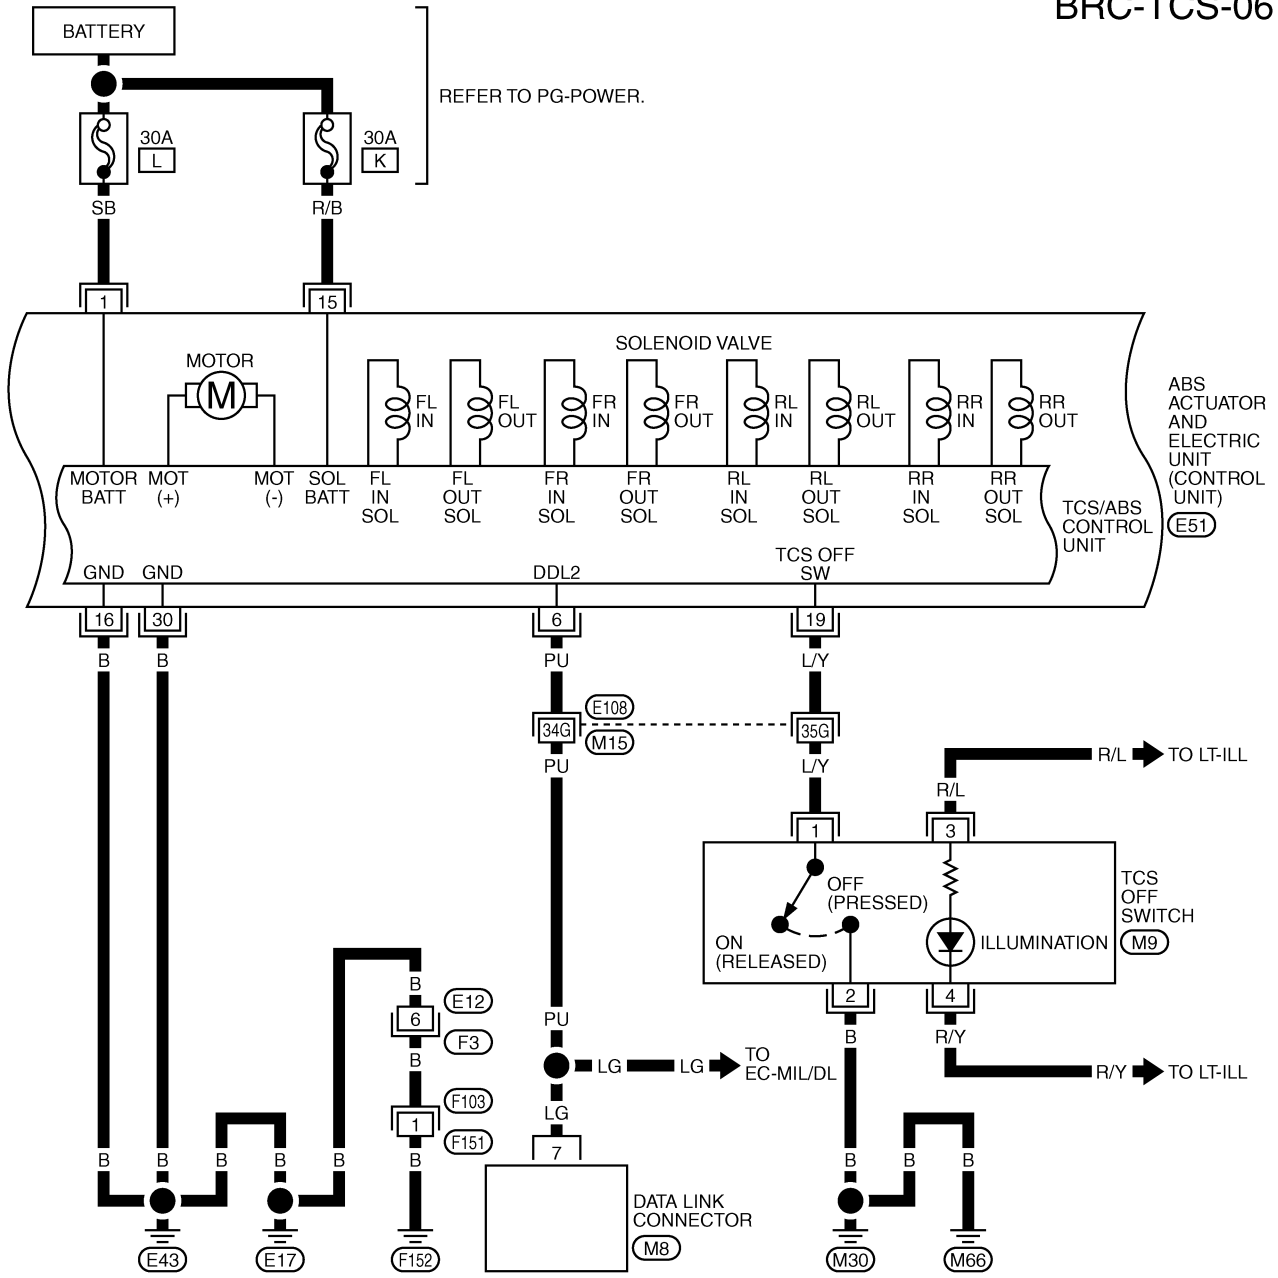 BRC-TCS-06
BATTERY
REFER TO PG-POWER.
30A
L
30A
K
SB
R/B
1
15
SOLENOID VALVE
MOTOR
M
FL
IN
FL
OUT
FR
IN
FR
OUT
RL
IN
RL
OUT
RR
IN
RR
OUT
ABS
ACTUATOR
AND
ELECTRIC
UNIT
(CONTROL
UNIT)
E51
MOTOR
BATT
MOT
(+)
MOT
(-)
SOL
BATT
FL
IN
SOL
FL
OUT
SOL
FR
IN
SOL
FR
OUT
SOL
RL
IN
SOL
RL
OUT
SOL
RR
IN
SOL
RR
OUT
SOL
TCS/ABS
CONTROL
UNIT
GND
GND
DDL2
TCS OFF
SW
16
30
6
19
B
B
PU
L/Y
E108
34G
35G
M15
PU
L/Y
R/L
TO LT-ILL
R/L
1
3
OFF
(PRESSED)
ON
(RELEASED)
ILLUMINATION
TCS
OFF
SWITCH
M9
2
4
B
R/Y
R/Y
TO LT-ILL
B
E12
6
F3
B
F103
1
F151
PU
LG
LG
TO
EC-MIL/DL
LG
7
B
B
B
B
B
B
B
B
B
DATA LINK
CONNECTOR
M8
E43
E17
F152
M30
M66